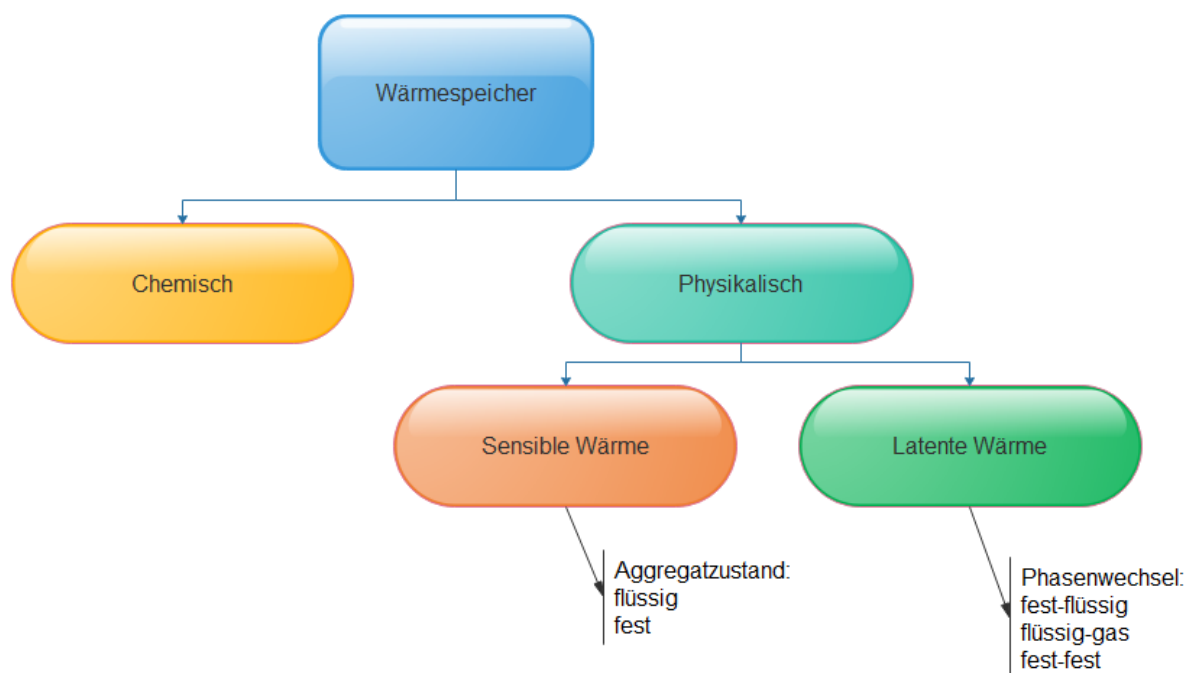 Wärmespeicher
Chemisch
Physikalisch
Sensible Wärme
Latente Wärme
Aggregatzustand:
flüssig
fest
Phasenwechsel:
fest-flüssig
flüssig-gas
fest-fest